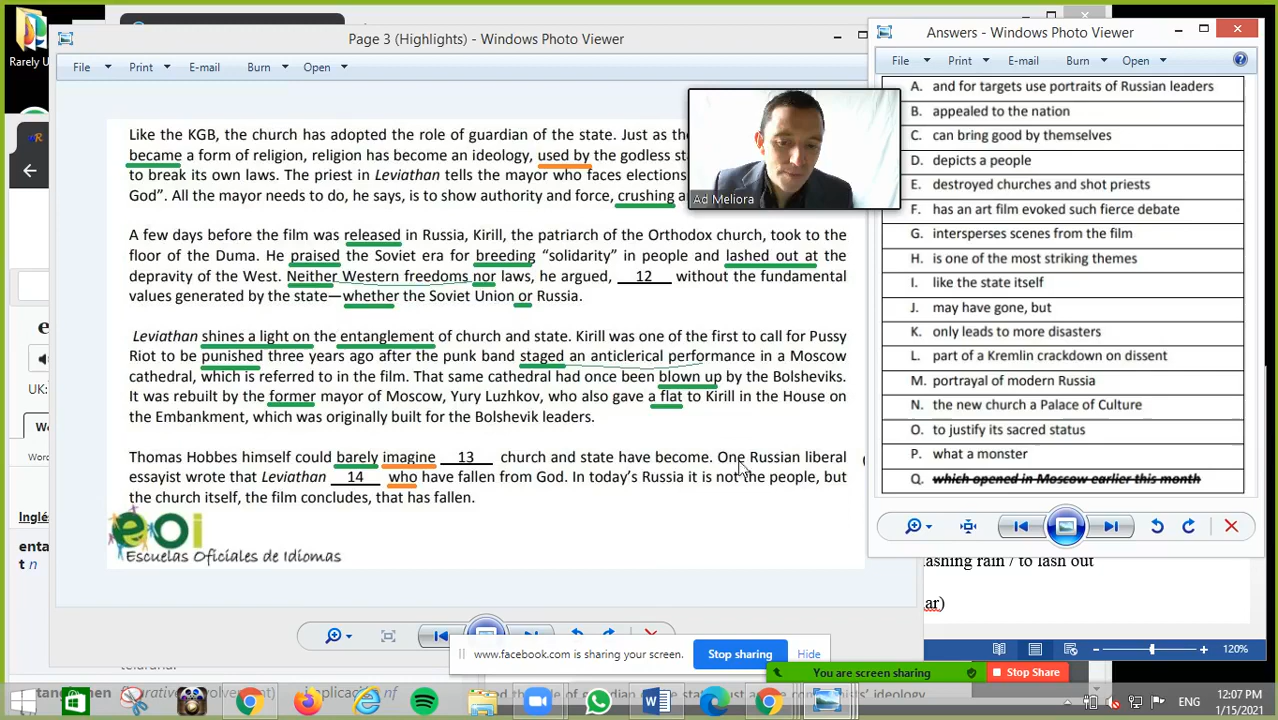 Rarely U
Page 3 (Highlights) - Windows Photo Viewer
File Print E-mail Burn Open
Like the KGB, the church has adopted the role of guardian of the state. Just as the
became a form of religion, religion has become an ideology, used by the godless
to break its own laws. The priest in Leviathan tells the mayor who faces elections
God”. All the mayor needs to do, he says, is to show authority and force, crushing
A few days before the film was released in Russia, Kirill, the patriarch of the Orthodox church, took to the
floor of the Duma. He praised the Soviet era for breeding “solidarity” in people and lashed out at the
depravity of the West. Neither Western freedoms nor laws, he argued, 12 without the fundamental
values generated by the state—whether the Soviet Union or Russia.
Leviathan shines a light on the entanglement of church and state. Kirill was one of the first to call for Pussy
Riot to be punished three years ago after the punk band staged an anticlerical performance in a Moscow
cathedral, which is referred to in the film. That same cathedral had once been blown up by the Bolsheviks.
It was rebuilt by the former mayor of Moscow, Yury Luzhkov, who also gave a flat to Kirill in the House on
the Embankment, which was originally built for the Bolshevik leaders.
Thomas Hobbes himself could barely imagine 13 church and state have become. One Russian liberal
essayist wrote that Leviathan 14 who have fallen from God. In today’s Russia it is not the people, but
the church itself, the film concludes, that has fallen.
eoi
Escuelas Oficiales de Idiomas
Ad Meliora
Answers - Windows Photo Viewer
File Print E-mail Burn Open
A. and for targets use portraits of Russian leaders
B. appealed to the nation
C. can bring good by themselves
D. depicts a people
E. destroyed churches and shot priests
F. has an art film evoked such fierce debate
G. intersperses scenes from the film
H. is one of the most striking themes
I. like the state itself
J. may have gone, but
K. only leads to more disasters
L. part of a Kremlin crackdown on dissent
M. portrayal of modern Russia
N. the new church a Palace of Culture
O. to justify its sacred status
P. what a monster
Q. which opened in Moscow earlier this month
UK:
Inglé
enta
t n
ashing rain / to lash out
ar)
120%
www.facebook.com is sharing your screen. Stop sharing Hide
You are screen sharing Stop Share
ENG
12:07 PM
1/15/2021